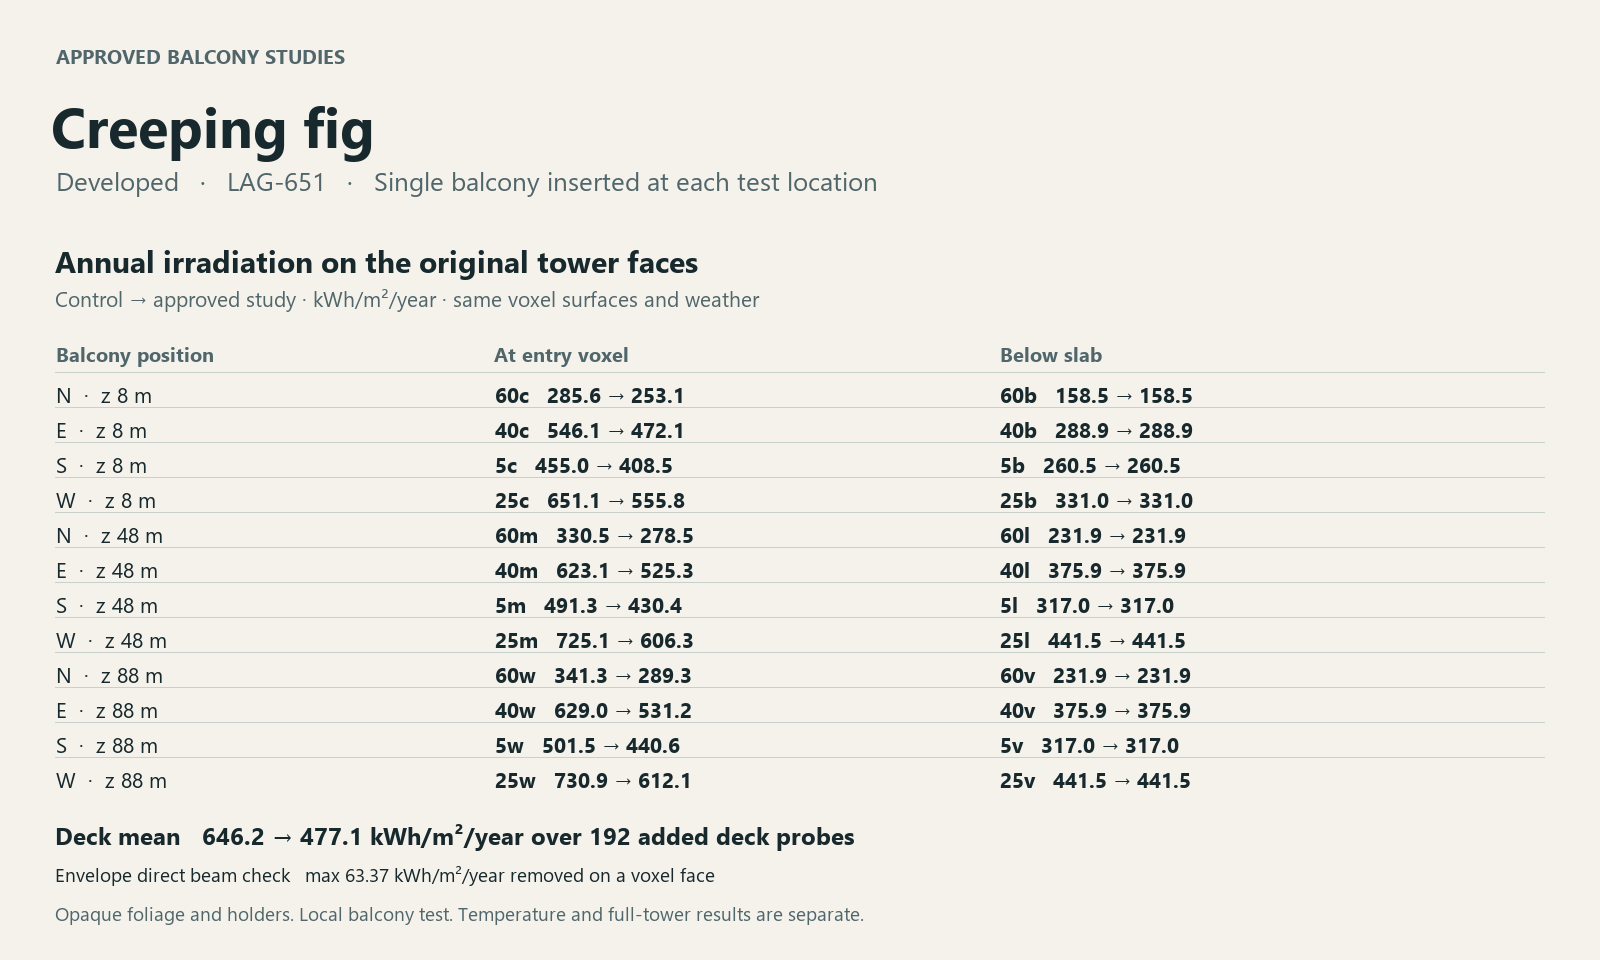 APPROVED BALCONY STUDIES
Creeping fig
Developed · LAG-651 · Single balcony inserted at each test location
Annual irradiation on the original tower faces
Control → approved study · kWh/m²/year · same voxel surfaces and weather
Balcony position At entry voxel Below slab
N · z 8 m 60c 285.6 → 253.1 60b 158.5 → 158.5
E · z 8 m 40c 546.1 → 472.1 40b 288.9 → 288.9
S · z 8 m 5c 455.0 → 408.5 5b 260.5 → 260.5
W · z 8 m 25c 651.1 → 555.8 25b 331.0 → 331.0
N · z 48 m 60m 330.5 → 278.5 60l 231.9 → 231.9
E · z 48 m 40m 623.1 → 525.3 40l 375.9 → 375.9
S · z 48 m 5m 491.3 → 430.4 5l 317.0 → 317.0
W · z 48 m 25m 725.1 → 606.3 25l 441.5 → 441.5
N · z 88 m 60w 341.3 → 289.3 60v 231.9 → 231.9
E · z 88 m 40w 629.0 → 531.2 40v 375.9 → 375.9
S · z 88 m 5w 501.5 → 440.6 5v 317.0 → 317.0
W · z 88 m 25w 730.9 → 612.1 25v 441.5 → 441.5
Deck mean 646.2 → 477.1 kWh/m²/year over 192 added deck probes
Envelope direct beam check max 63.37 kWh/m²/year removed on a voxel face
Opaque foliage and holders. Local balcony test. Temperature and full-tower results are separate.